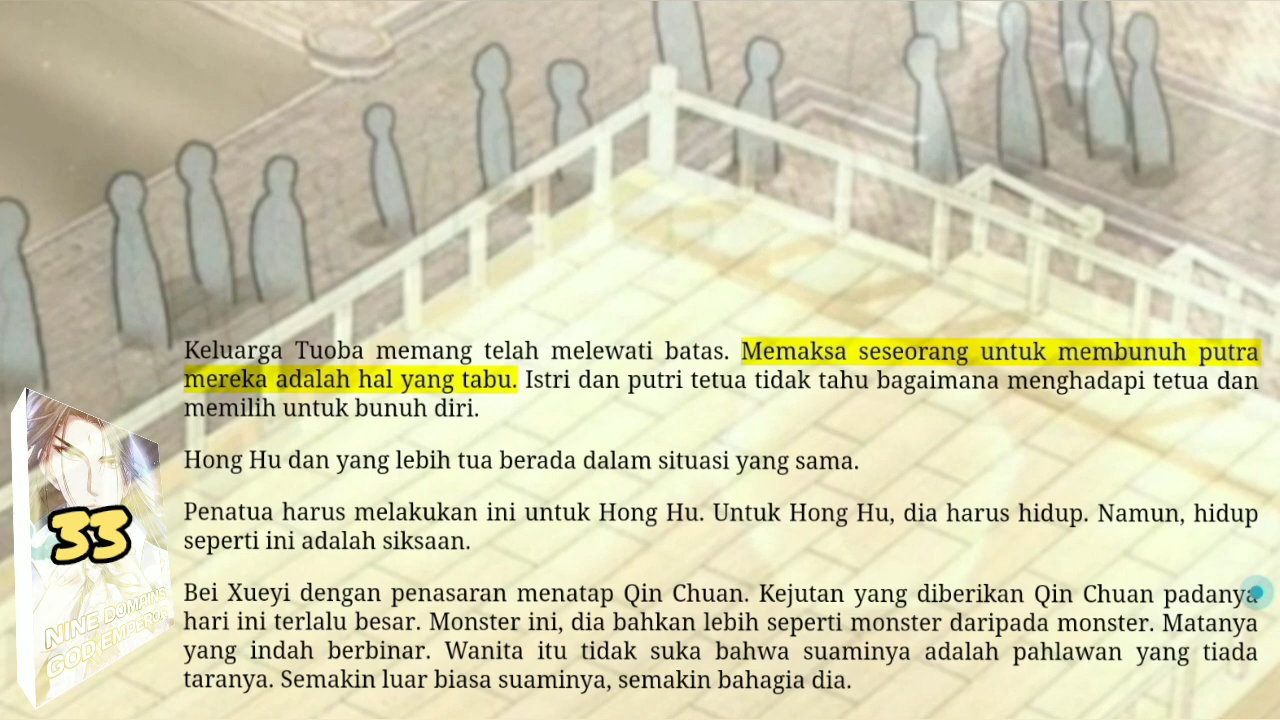 Keluarga Tuoba memang telah melewati batas. Memaksa seseorang untuk membunuh putra
mereka adalah hal yang tabu. Istri dan putri tetua tidak tahu bagaimana menghadapi tetua dan
memilih untuk bunuh diri.
Hong Hu dan yang lebih tua berada dalam situasi yang sama.
Penatua harus melakukan ini untuk Hong Hu. Untuk Hong Hu, dia harus hidup. Namun, hidup
seperti ini adalah siksaan.
Bei Xueyi dengan penasaran menatap Qin Chuan. Kejutan yang diberikan Qin Chuan padanya
hari ini terlalu besar. Monster ini, dia bahkan lebih seperti monster daripada monster. Matanya
yang indah berbinar. Wanita itu tidak suka bahwa suaminya adalah pahlawan yang tiada
taranya. Semakin luar biasa suaminya, semakin bahagia dia.
33
NINE DOMAINS
GOD EMPEROR